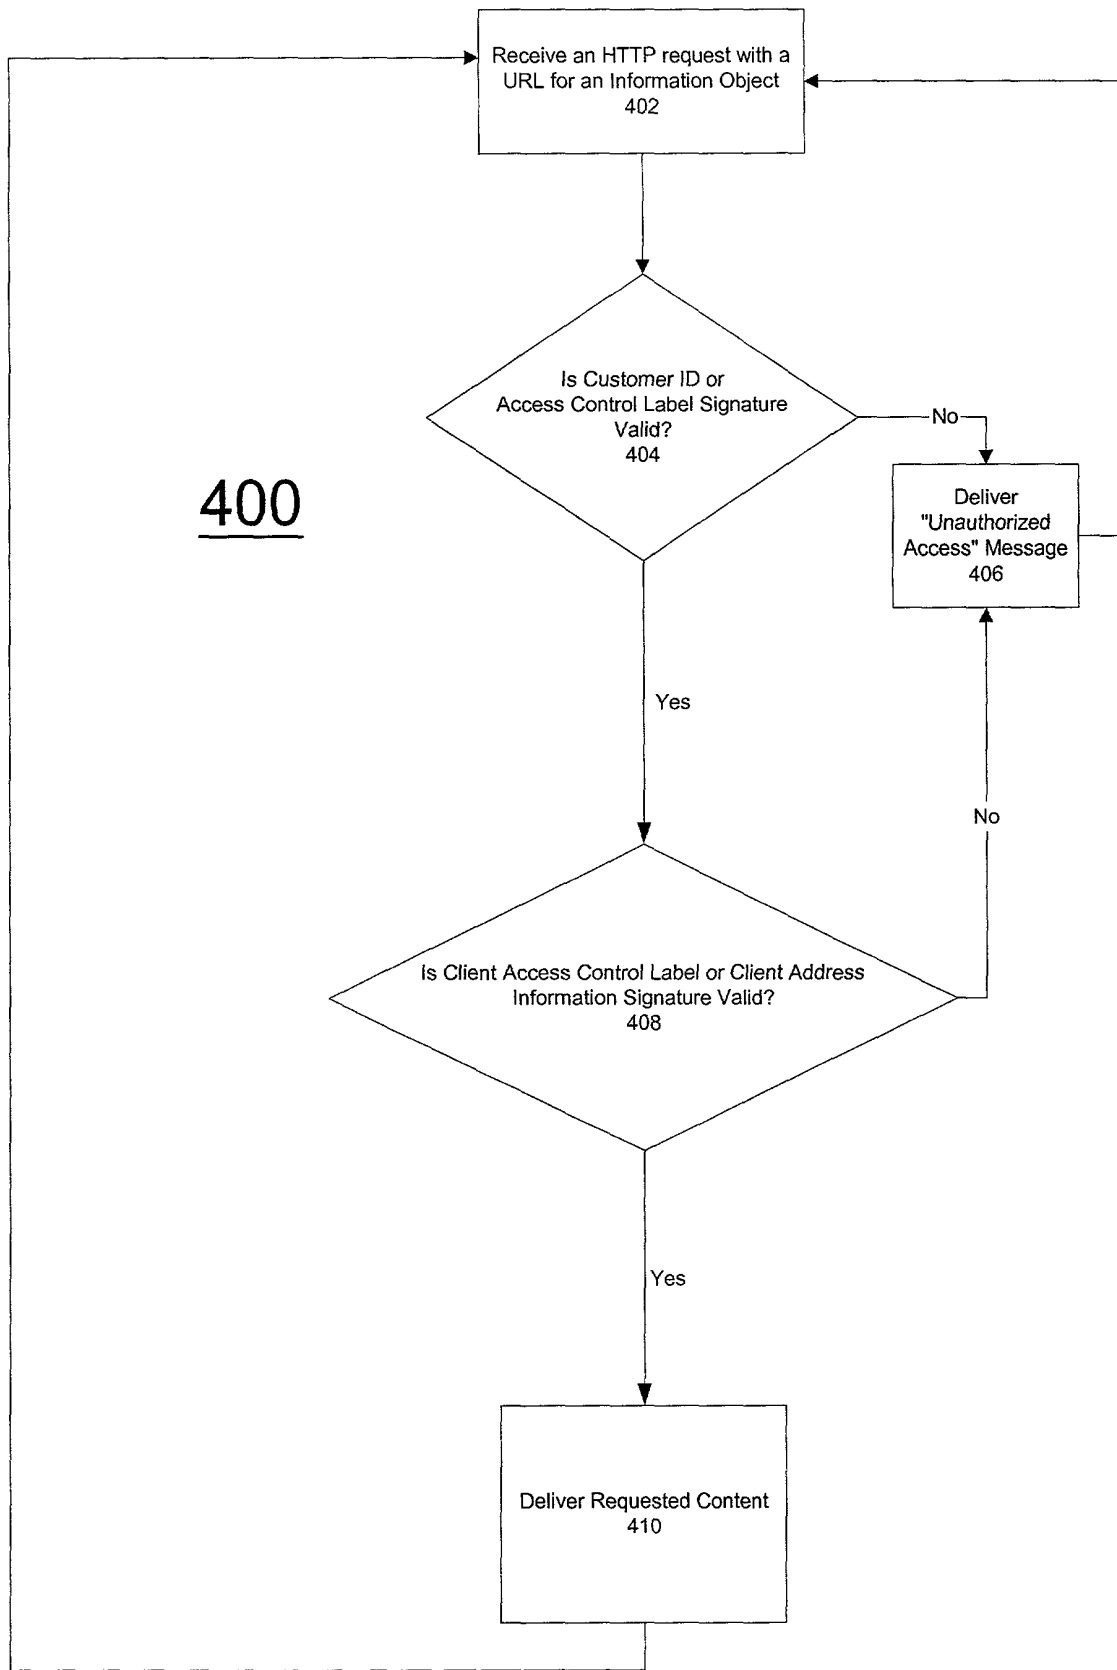 Receive an HTTP request with a
URL for an Information Object
402
Is Customer ID or
Access Control Label Signature
Valid?
404
No
400
Deliver
"Unauthorized
Access" Message
406
Yes
No
Is Client Access Control Label or Client Address
Information Signature Valid?
408
Yes
Deliver Requested Content
410